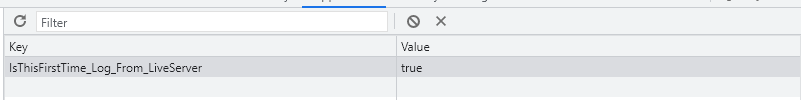 Filter
Key Value
IsThisFirstTime_Log_From_LiveServer true